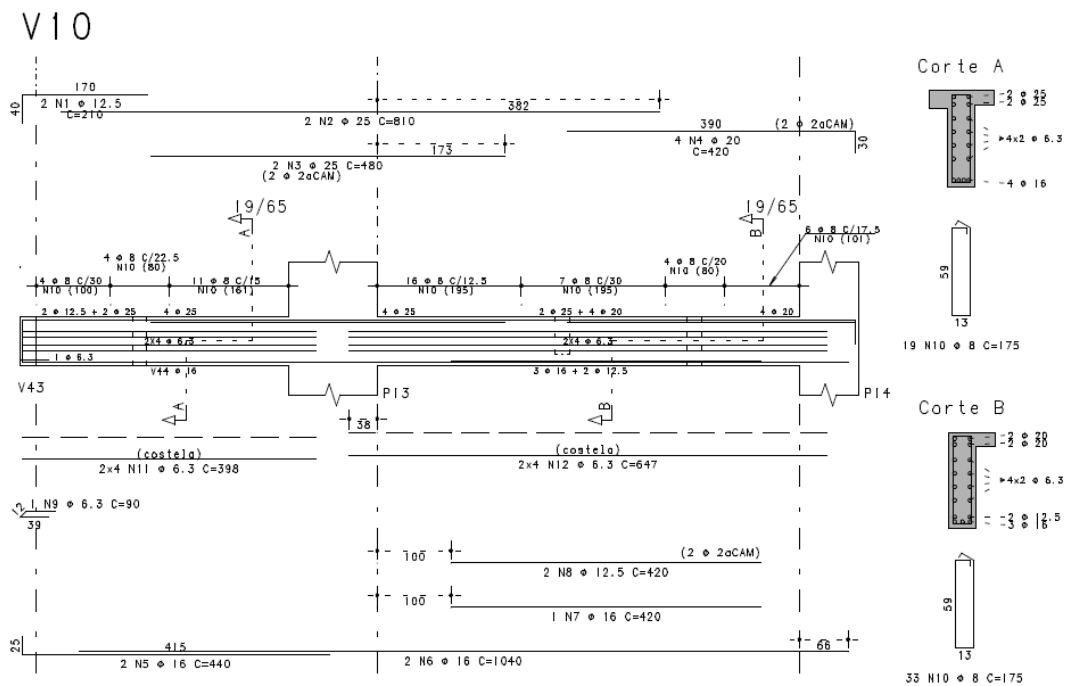 V10
170
40
2 N1 ϕ 12.5
C=210
382
2 N2 ϕ 25 C=810
390
(2 ϕ 2aCAM)
4 N4 ϕ 20
C=420
30
173
2 N3 ϕ 25 C=480
(2 ϕ 2aCAM)
19/65
A
19/65
B
4 ϕ 8 C/30
N10 (100)
4 ϕ 8 C/22.5
N10 (80)
11 ϕ 8 C/15
N10 (161)
16 ϕ 8 C/12.5
N10 (195)
7 ϕ 8 C/30
N10 (195)
4 ϕ 8 C/20
N10 (80)
6 ϕ 8 C/17.5
N10 (101)
2 ϕ 12.5 + 2 ϕ 25
4 ϕ 25
4 ϕ 25
2 ϕ 25 + 4 ϕ 20
4 ϕ 20
2x4 ϕ 6.3
2x4 ϕ 6.3
1 ϕ 6.3
V44 ϕ 16
3 ϕ 16 + 2 ϕ 12.5
V43
P13
P14
A
B
38
(costela)
2x4 N11 ϕ 6.3 C=398
(costela)
2x4 N12 ϕ 6.3 C=647
12
1 N9 ϕ 6.3 C=90
39
100
(2 ϕ 2aCAM)
2 N8 ϕ 12.5 C=420
100
1 N7 ϕ 16 C=420
25
415
2 N5 ϕ 16 C=440
2 N6 ϕ 16 C=1040
66
Corte A
2 ϕ 25
2 ϕ 25
4x2 ϕ 6.3
4 ϕ 16
59
13
19 N10 ϕ 8 C=175
Corte B
2 ϕ 20
2 ϕ 20
4x2 ϕ 6.3
2 ϕ 12.5
3 ϕ 16
59
13
33 N10 ϕ 8 C=175